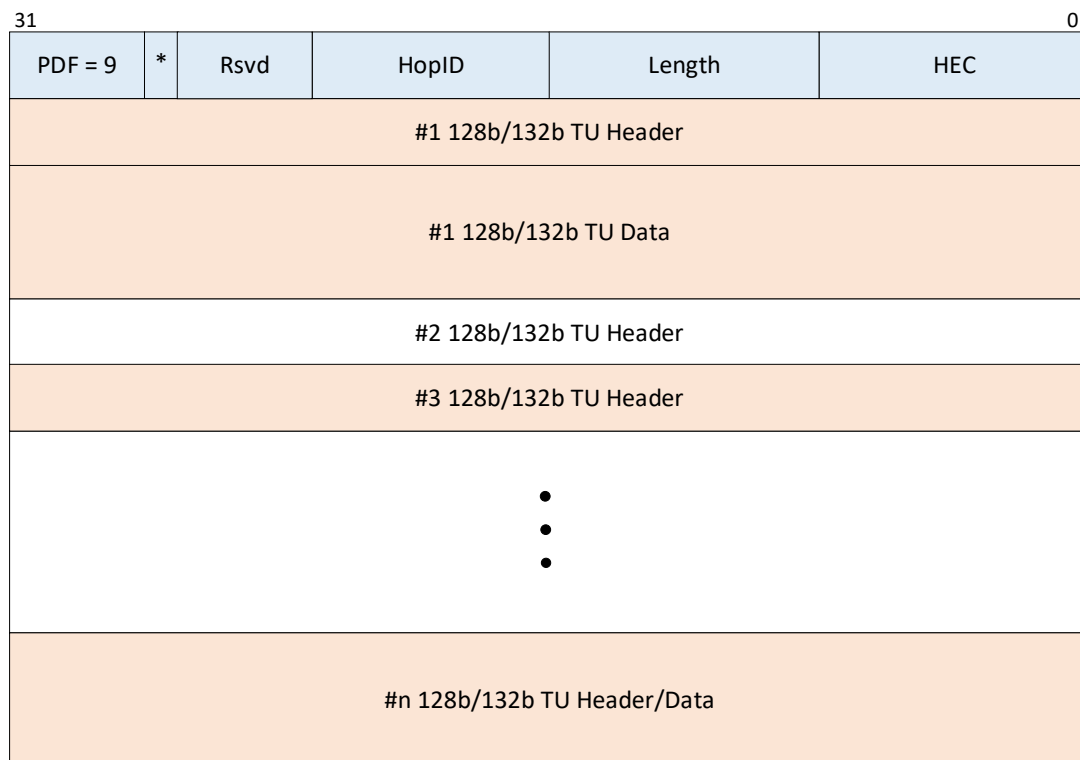 31 0
PDF = 9 * Rsvd HopID Length HEC
#1 128b/132b TU Header
#1 128b/132b TU Data
#2 128b/132b TU Header
#3 128b/132b TU Header
#n 128b/132b TU Header/Data